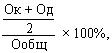 Ок + Од
2
Ообщ
× 100%,